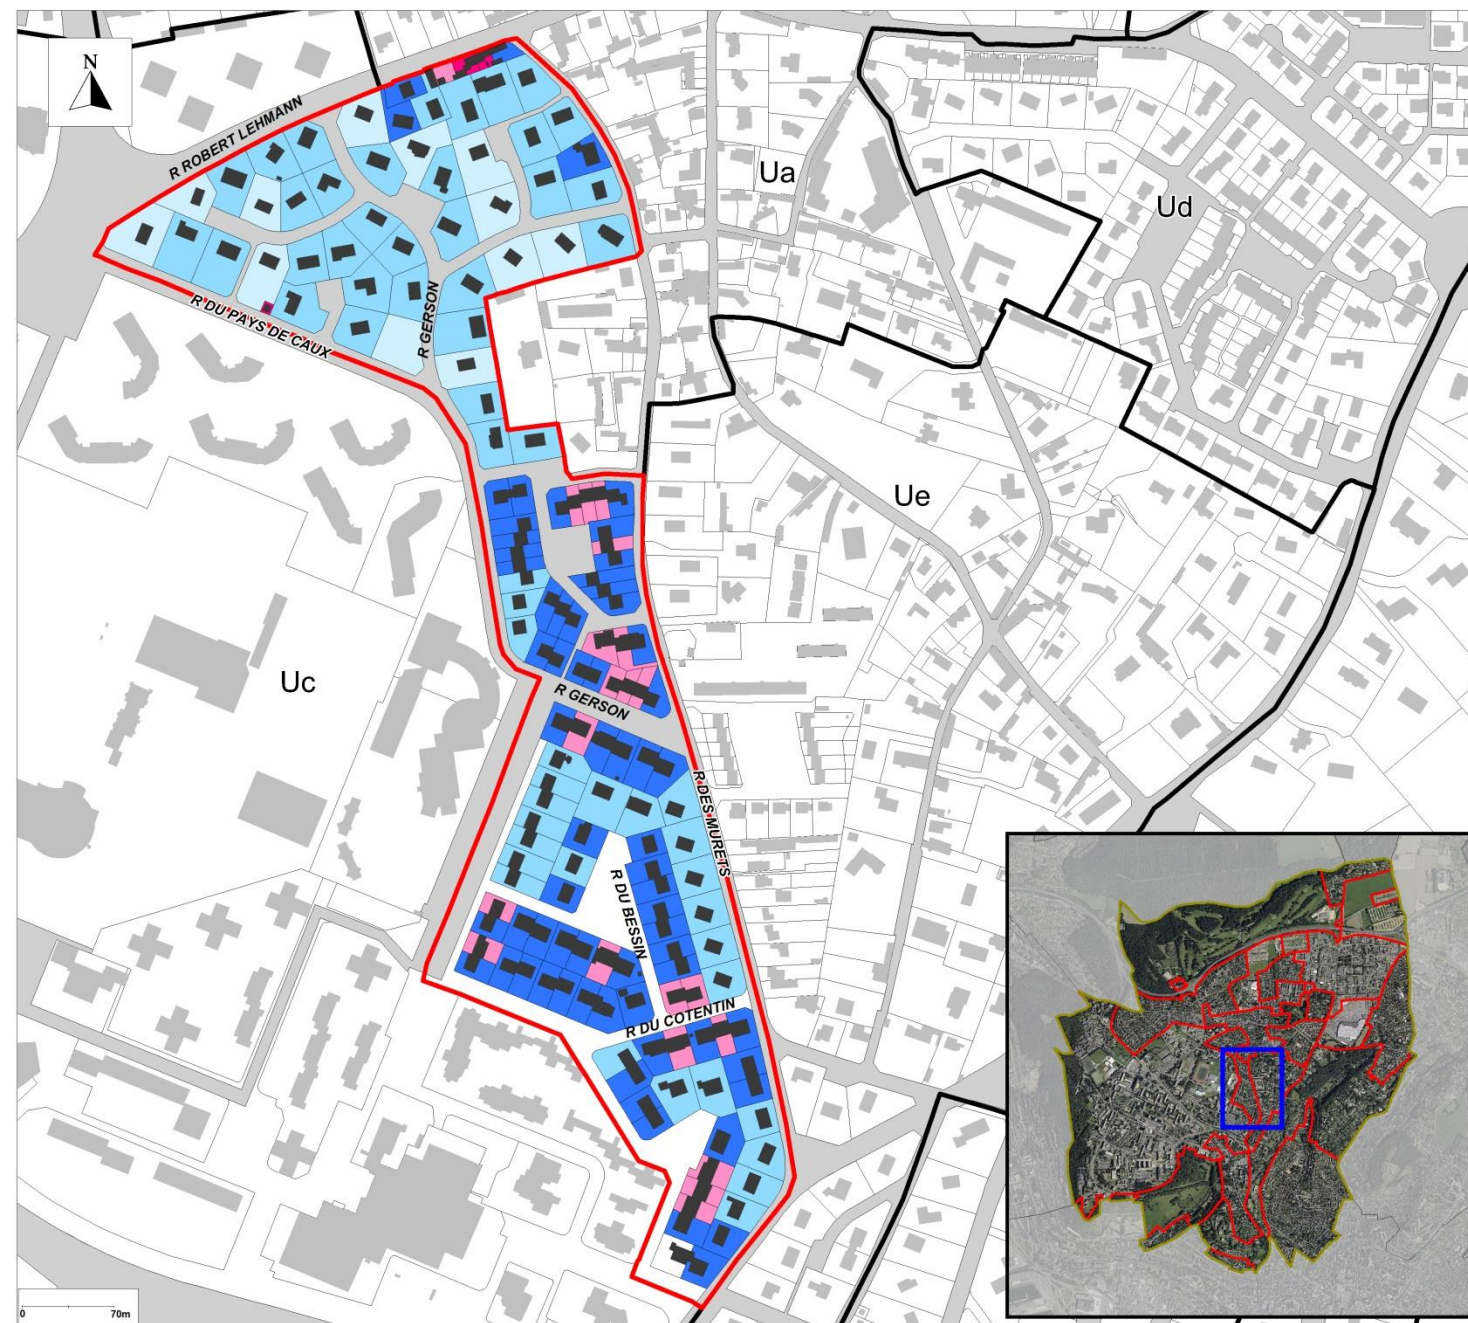 N
R ROBERT LEHMANN
Ua
Ud
R DU PAYS DE CAUX
R GERSON
Ue
Uc
R GERSON
R DES MURETS
R DU BESSIN
R DU COTENTIN
0 70m